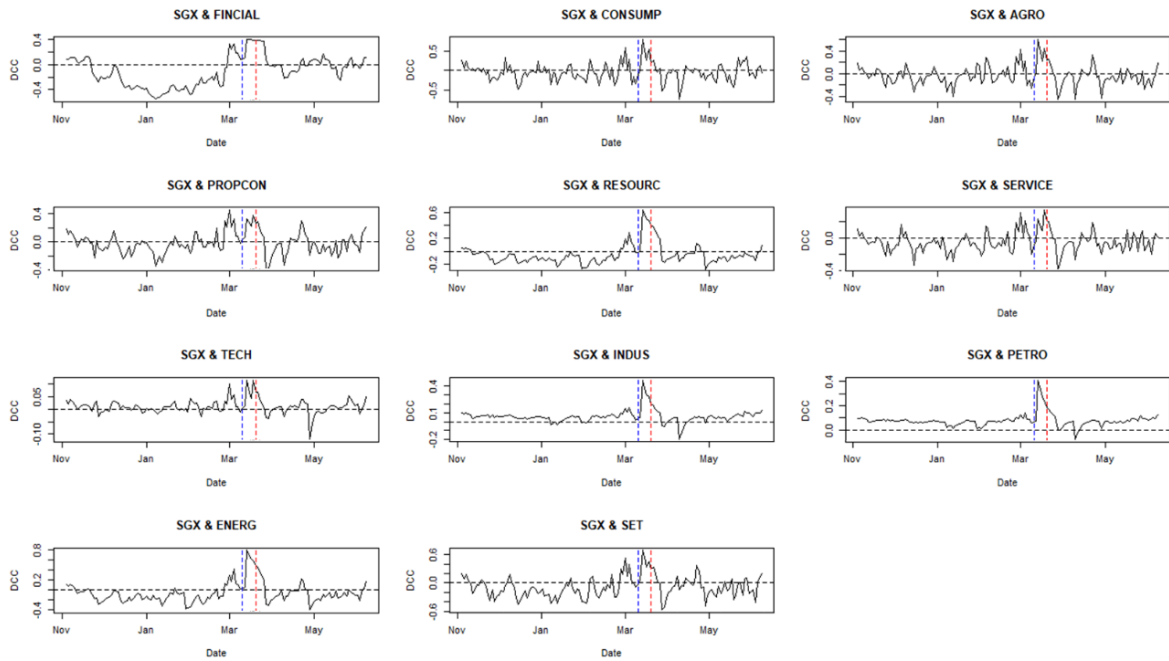 SGX & FINCIAL
DCC
0.4
0.0
-0.4
Nov
Jan
Mar
May
Date
SGX & CONSUMP
DCC
0.5
-0.5
Nov
Jan
Mar
May
Date
SGX & AGRO
DCC
0.4
0.0
-0.4
Nov
Jan
Mar
May
Date
SGX & PROPCON
DCC
0.4
0.0
-0.4
Nov
Jan
Mar
May
Date
SGX & RESOURC
DCC
0.6
0.2
-0.2
Nov
Jan
Mar
May
Date
SGX & SERVICE
DCC
0.0
-0.4
Nov
Jan
Mar
May
Date
SGX & TECH
DCC
0.05
-0.10
Nov
Jan
Mar
May
Date
SGX & INDUS
DCC
0.4
0.1
-0.2
Nov
Jan
Mar
May
Date
SGX & PETRO
DCC
0.4
0.2
0.0
Nov
Jan
Mar
May
Date
SGX & ENERG
DCC
0.8
0.2
-0.4
Nov
Jan
Mar
May
Date
SGX & SET
DCC
0.6
0.0
-0.6
Nov
Jan
Mar
May
Date